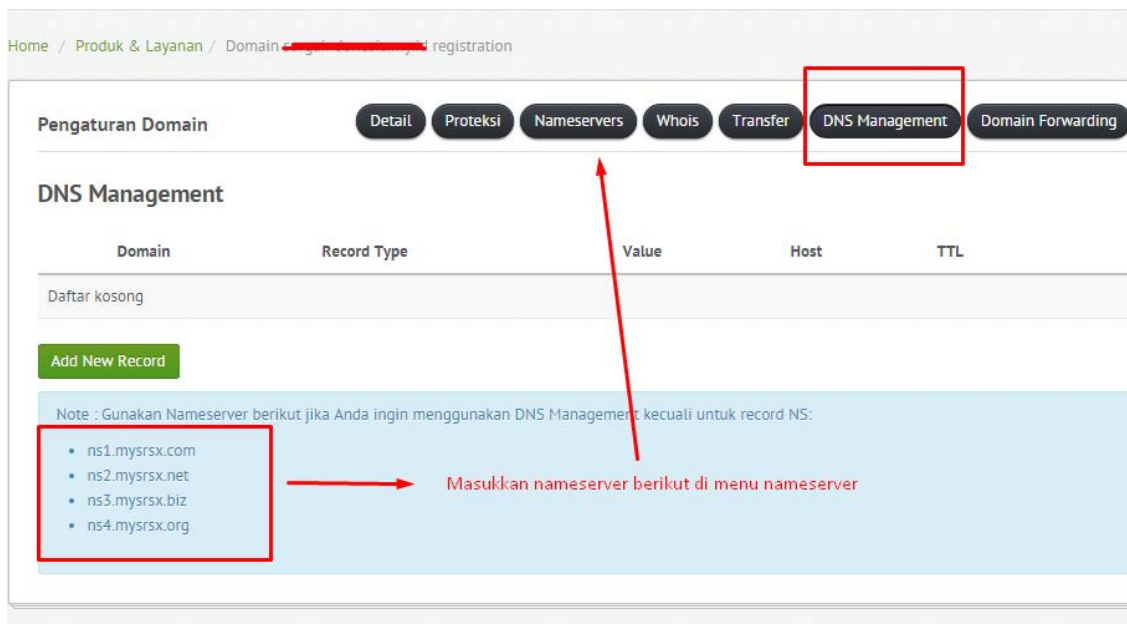 Home / Produk & Layanan / Domain registration
Pengaturan Domain
Detail Proteksi Nameservers Whois Transfer DNS Management Domain Forwarding
DNS Management
Domain Record Type Value Host TTL
Daftar kosong
Add New Record
Note : Gunakan Nameserver berikut jika Anda ingin menggunakan DNS Management kecuali untuk record NS:
ns1.mysrsx.com
ns2.mysrsx.net
ns3.mysrsx.biz
ns4.mysrsx.org
Masukkan nameserver berikut di menu nameserver